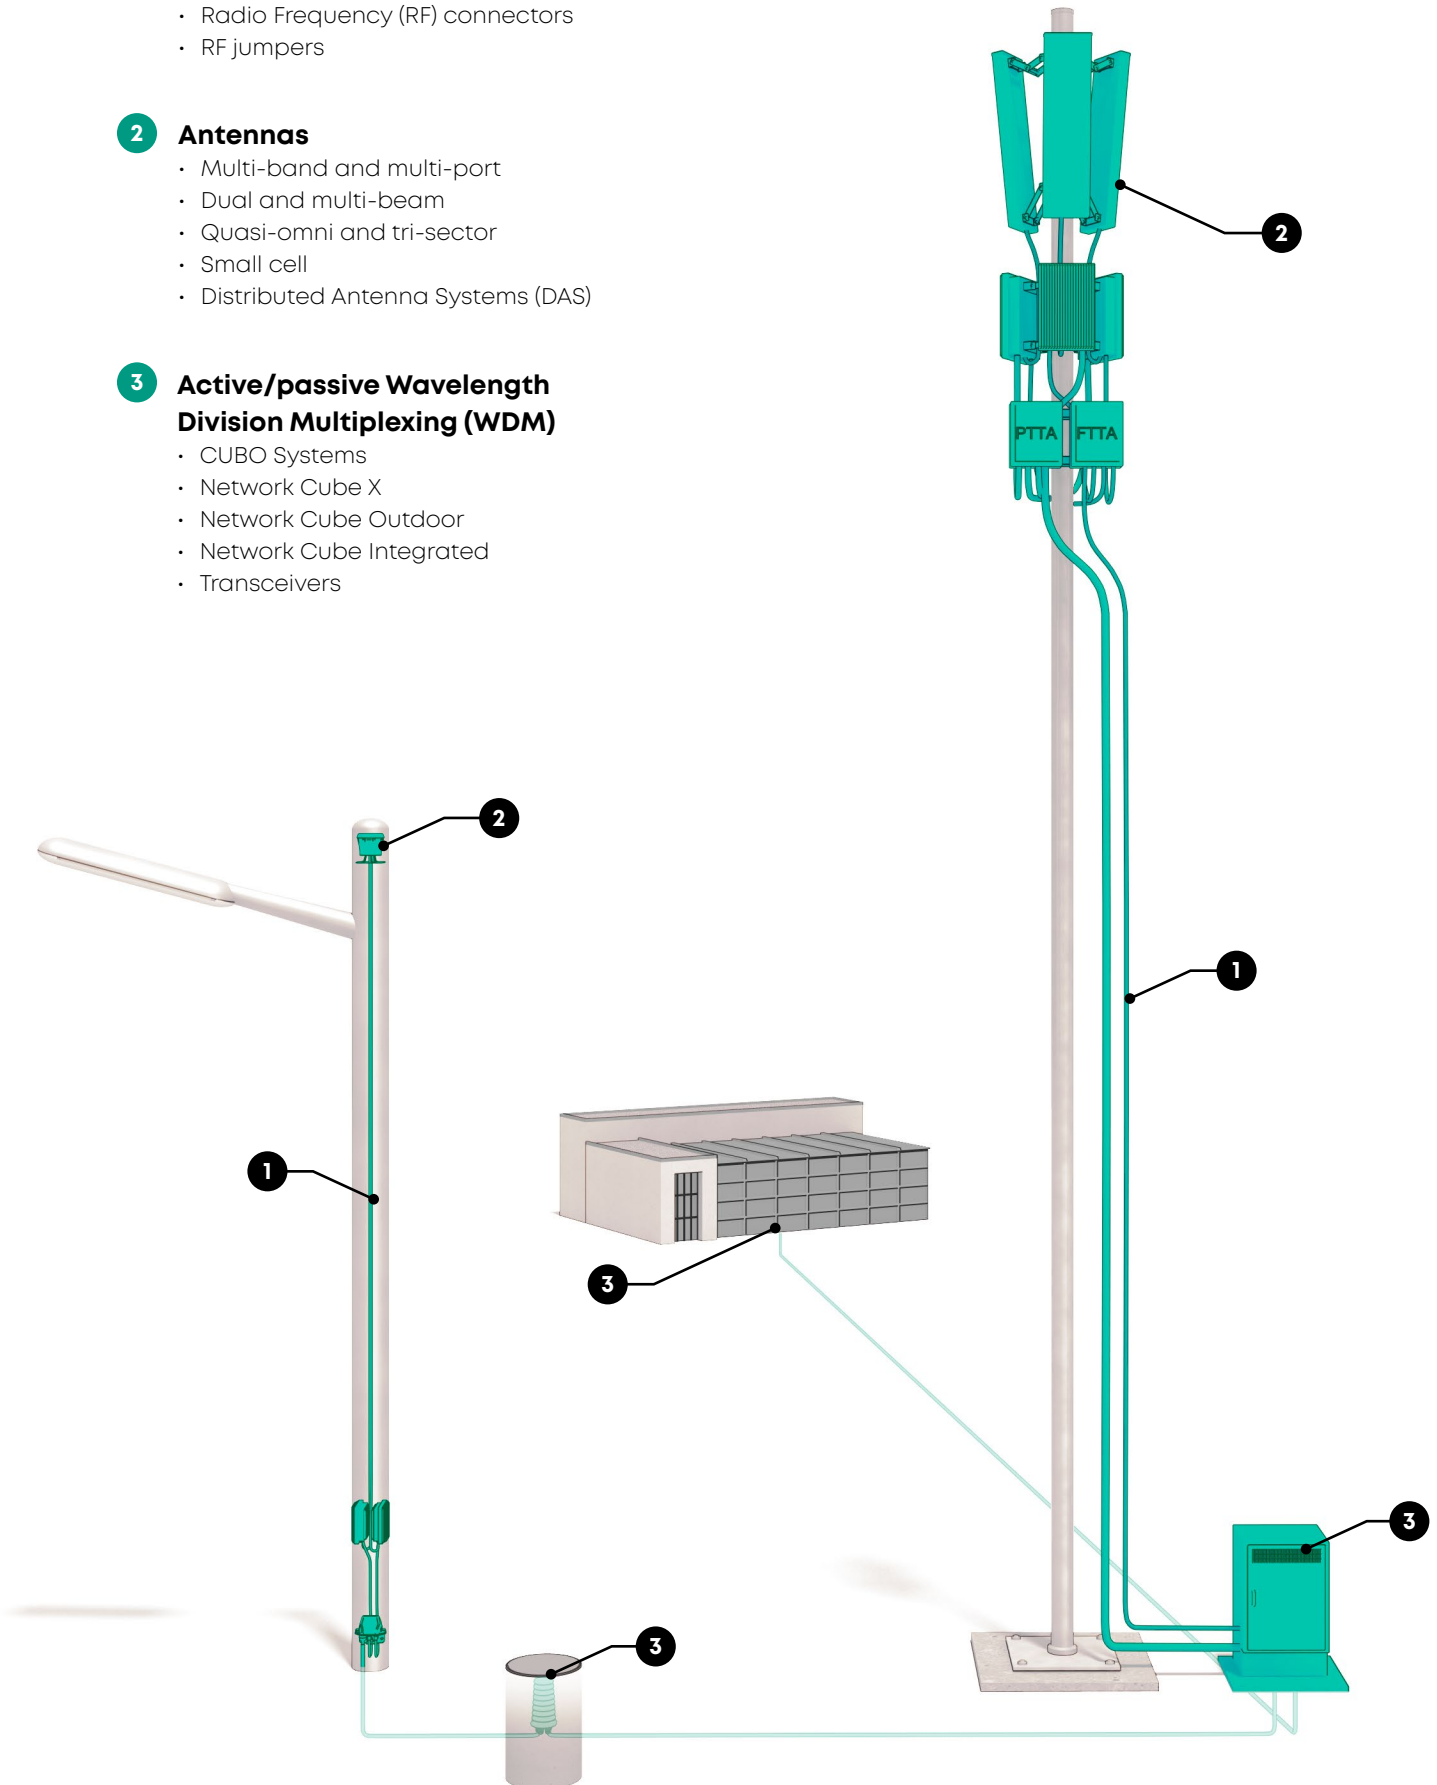 · Radio Frequency (RF) connectors
· RF jumpers
2 Antennas
· Multi-band and multi-port
· Dual and multi-beam
· Quasi-omni and tri-sector
· Small cell
· Distributed Antenna Systems (DAS)
3 Active/passive Wavelength
Division Multiplexing (WDM)
· CUBO Systems
· Network Cube X
· Network Cube Outdoor
· Network Cube Integrated
· Transceivers
2
PTTA FTTA
2
1
1
3
3
3